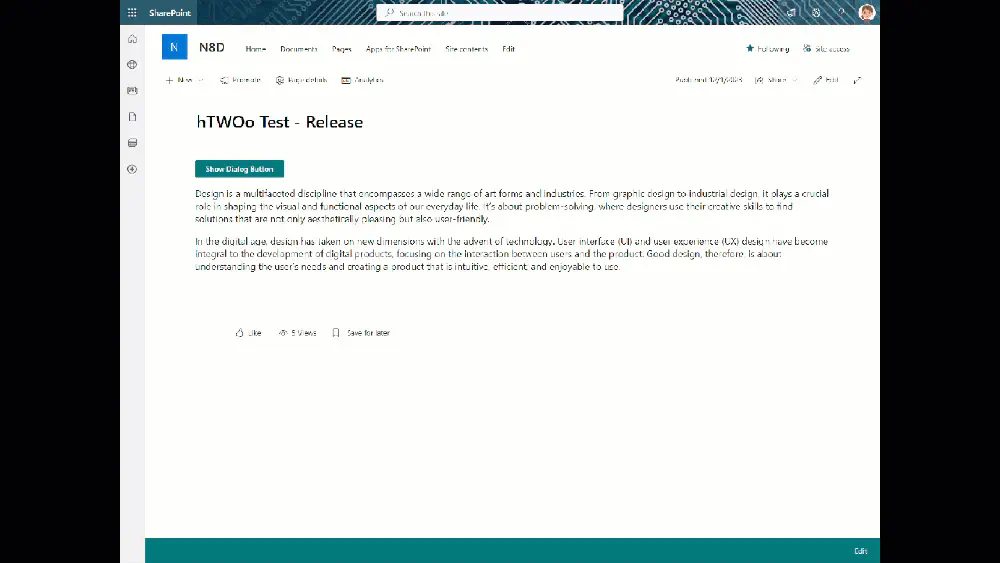 SharePoint
Search this site
N
N8D
Home
Documents
Pages
Apps for SharePoint
Site contents
Edit
Following
Site access
New
Promote
Page details
Analytics
Published 12/1/2023
Share
Edit
hTWOo Test - Release
Show Dialog Button
Design is a multifaceted discipline that encompasses a wide range of art forms and industries. From graphic design to industrial design, it plays a crucial
role in shaping the visual and functional aspects of our everyday life. It's about problem-solving, where designers use their creative skills to find
solutions that are not only aesthetically pleasing but also user-friendly.
In the digital age, design has taken on new dimensions with the advent of technology. User interface (UI) and user experience (UX) design have become
integral to the development of digital products, focusing on the interaction between users and the product. Good design, therefore, is about
understanding the user's needs and creating a product that is intuitive, efficient, and enjoyable to use.
Like
5 Views
Save for later
Edit